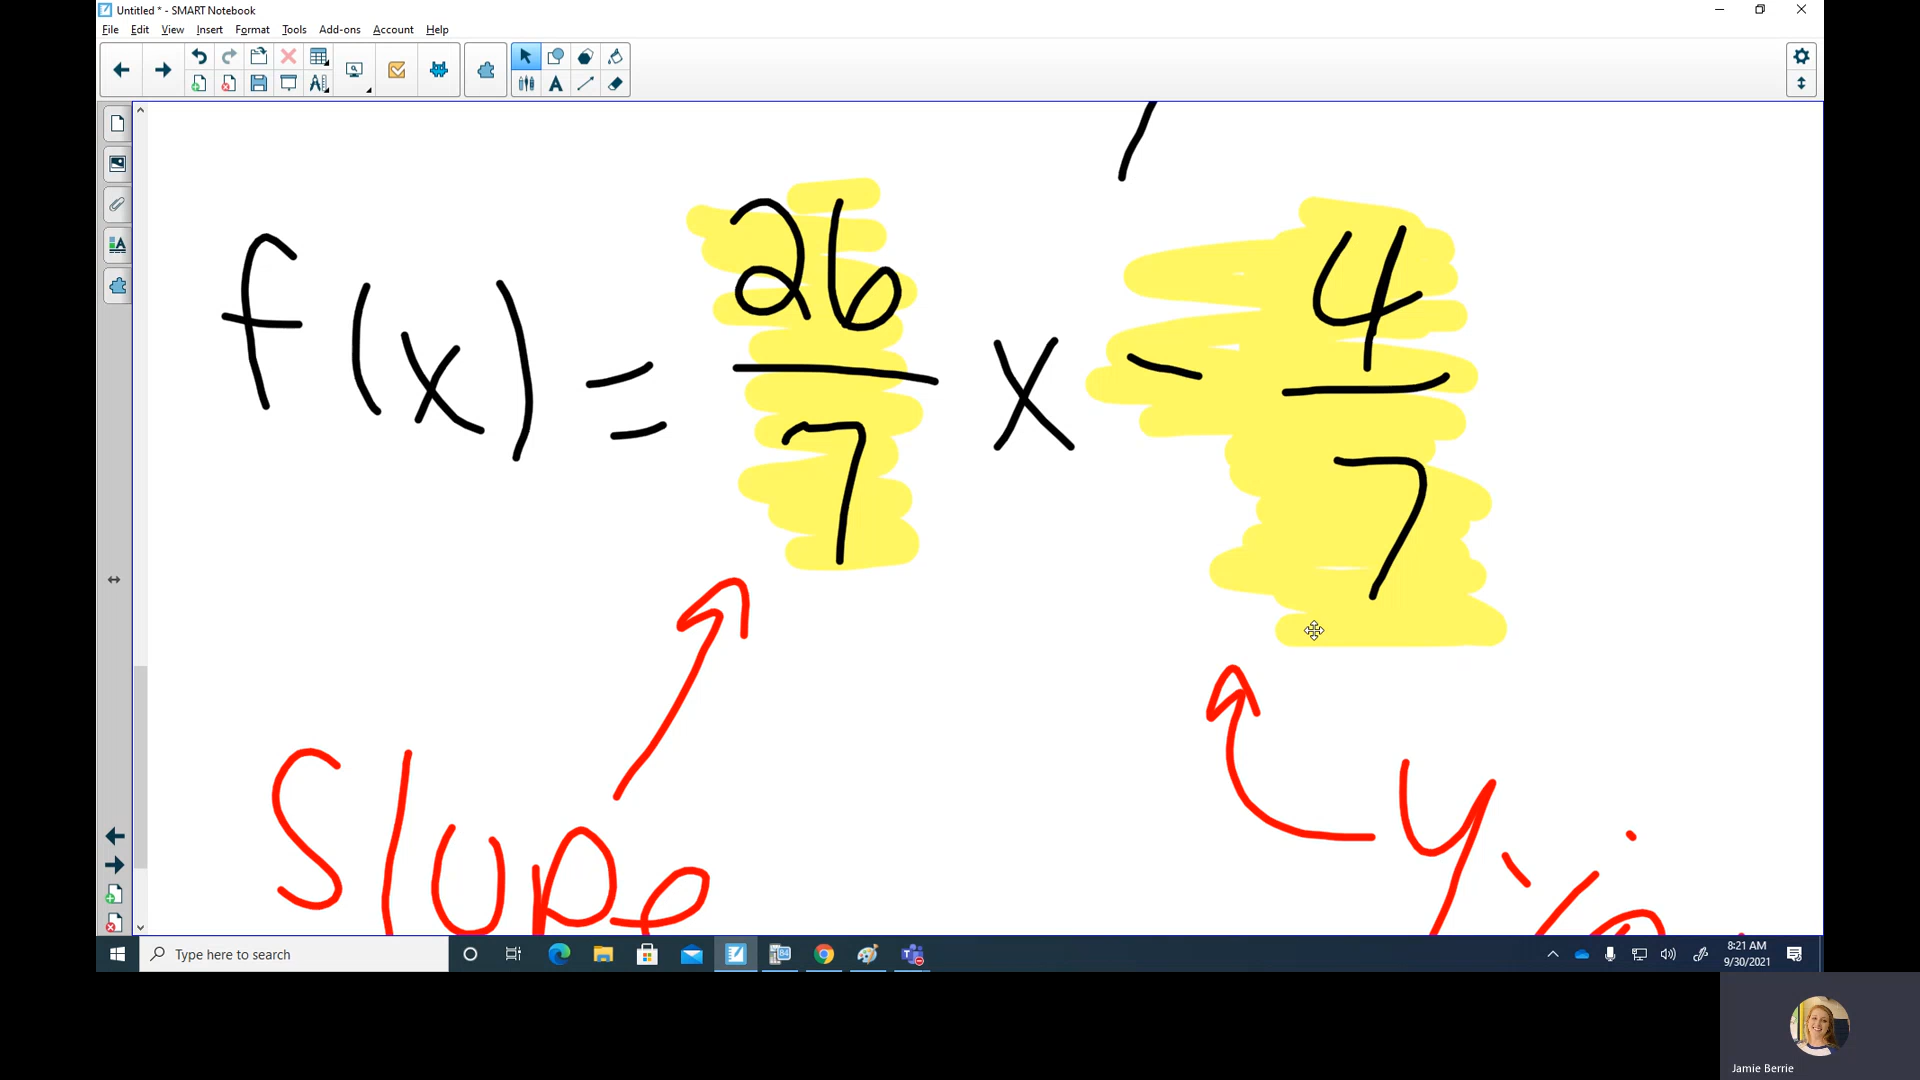 Untitled * - SMART Notebook
File Edit View Insert Format Tools Add-ons Account Help
f(x) = 26/7 x - 4/7
Slope
y-in
Type here to search
8:21 AM
9/30/2021
Jamie Berrie